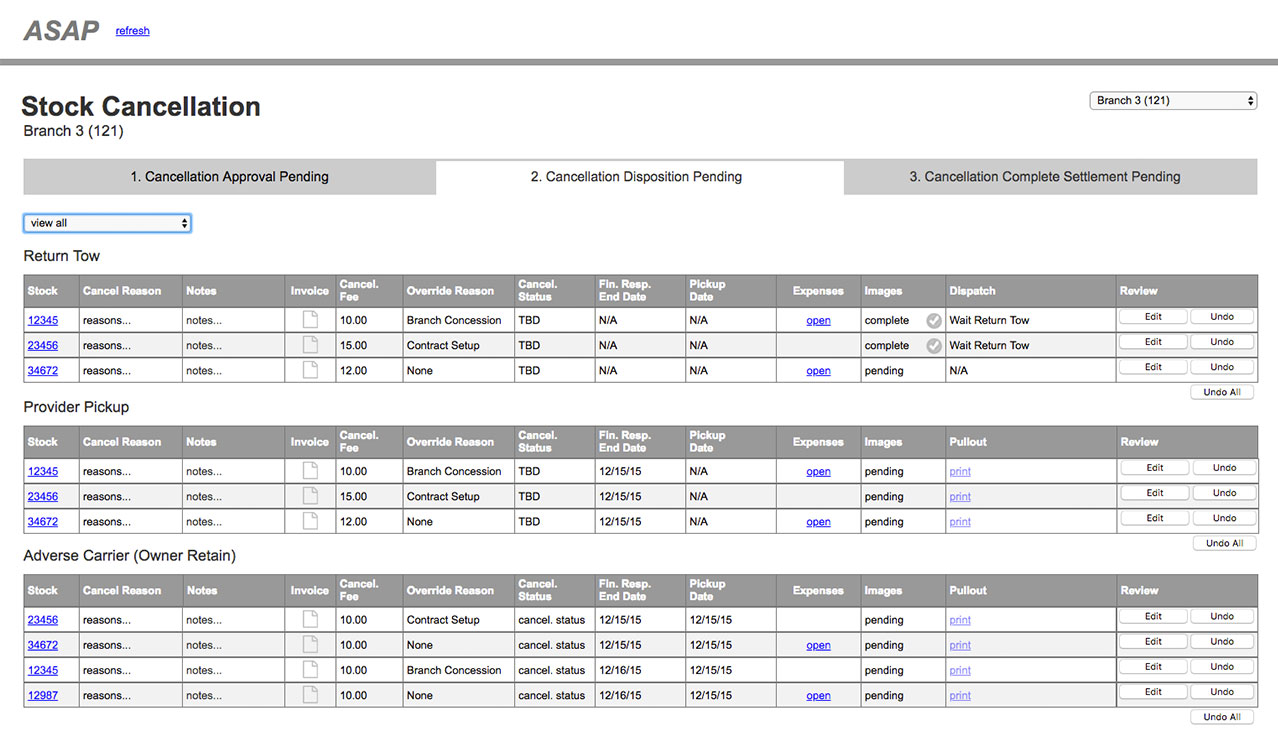 ASAP refresh
Stock Cancellation
Branch 3 (121)
Branch 3 (121)
1. Cancellation Approval Pending 2. Cancellation Disposition Pending 3. Cancellation Complete Settlement Pending
view all
Return Tow
Stock Cancel Reason Notes Invoice Cancel. Fee Override Reason Cancel. Status Fin. Resp. End Date Pickup Date Expenses Images Dispatch Review
12345 reasons... notes... 10.00 Branch Concession TBD N/A N/A open complete Wait Return Tow Edit Undo
23456 reasons... notes... 15.00 Contract Setup TBD N/A N/A complete Wait Return Tow Edit Undo
34672 reasons... notes... 12.00 None TBD N/A N/A open pending N/A Edit Undo
Undo All
Provider Pickup
Stock Cancel Reason Notes Invoice Cancel. Fee Override Reason Cancel. Status Fin. Resp. End Date Pickup Date Expenses Images Pullout Review
12345 reasons... notes... 10.00 Branch Concession TBD 12/15/15 N/A open pending print Edit Undo
23456 reasons... notes... 15.00 Contract Setup TBD 12/15/15 N/A pending print Edit Undo
34672 reasons... notes... 12.00 None TBD 12/15/15 N/A open pending print Edit Undo
Undo All
Adverse Carrier (Owner Retain)
Stock Cancel Reason Notes Invoice Cancel. Fee Override Reason Cancel. Status Fin. Resp. End Date Pickup Date Expenses Images Pullout Review
23456 reasons... notes... 10.00 Contract Setup cancel. status 12/15/15 12/15/15 pending print Edit Undo
34672 reasons... notes... 10.00 None cancel. status 12/15/15 12/15/15 open pending print Edit Undo
12345 reasons... notes... 10.00 Branch Concession cancel. status 12/16/15 12/15/15 pending print Edit Undo
12987 reasons... notes... 10.00 None cancel. status 12/16/15 12/15/15 open pending print Edit Undo
Undo All